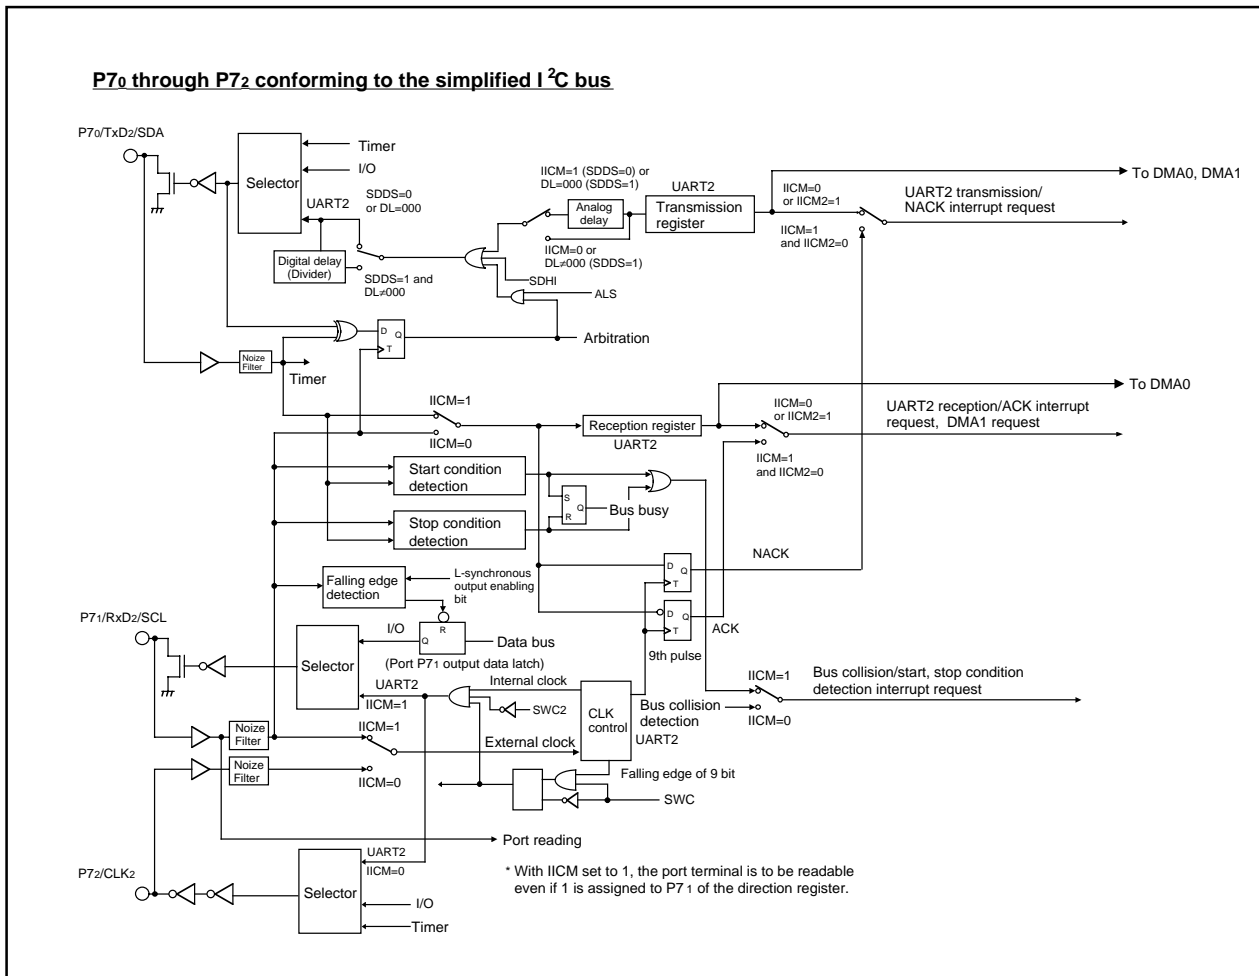 P70 through P72 conforming to the simplified I 2C bus
P70/TxD2/SDA
Selector
Timer
I/O
UART2
SDDS=0
or DL=000
Digital delay
(Divider)
SDDS=1 and
DL≠000
IICM=1 (SDDS=0) or
DL=000 (SDDS=1)
Analog
delay
IICM=0 or
DL≠000 (SDDS=1)
SDHI
ALS
UART2
Transmission
register
To DMA0, DMA1
IICM=0
or IICM2=1
IICM=1
and IICM2=0
UART2 transmission/
NACK interrupt request
D
Q
T
Arbitration
Noize
Filter
Timer
IICM=1
IICM=0
Reception register
UART2
To DMA0
IICM=0
or IICM2=1
IICM=1
and IICM2=0
UART2 reception/ACK interrupt
request, DMA1 request
Start condition
detection
Stop condition
detection
S
R
Q
Bus busy
NACK
D
Q
T
D
Q
T
ACK
9th pulse
Falling edge
detection
L-synchronous
output enabling
bit
P71/RxD2/SCL
Selector
I/O
R
Q
Data bus
(Port P71 output data latch)
UART2
IICM=1
Internal clock
SWC2
CLK
control
UART2
Bus collision
detection
IICM=1
IICM=0
Bus collision/start, stop condition
detection interrupt request
Noize
Filter
IICM=1
External clock
Noize
Filter
IICM=0
Falling edge of 9 bit
SWC
Port reading
P72/CLK2
Selector
UART2
IICM=0
I/O
Timer
* With IICM set to 1, the port terminal is to be readable
even if 1 is assigned to P71 of the direction register.